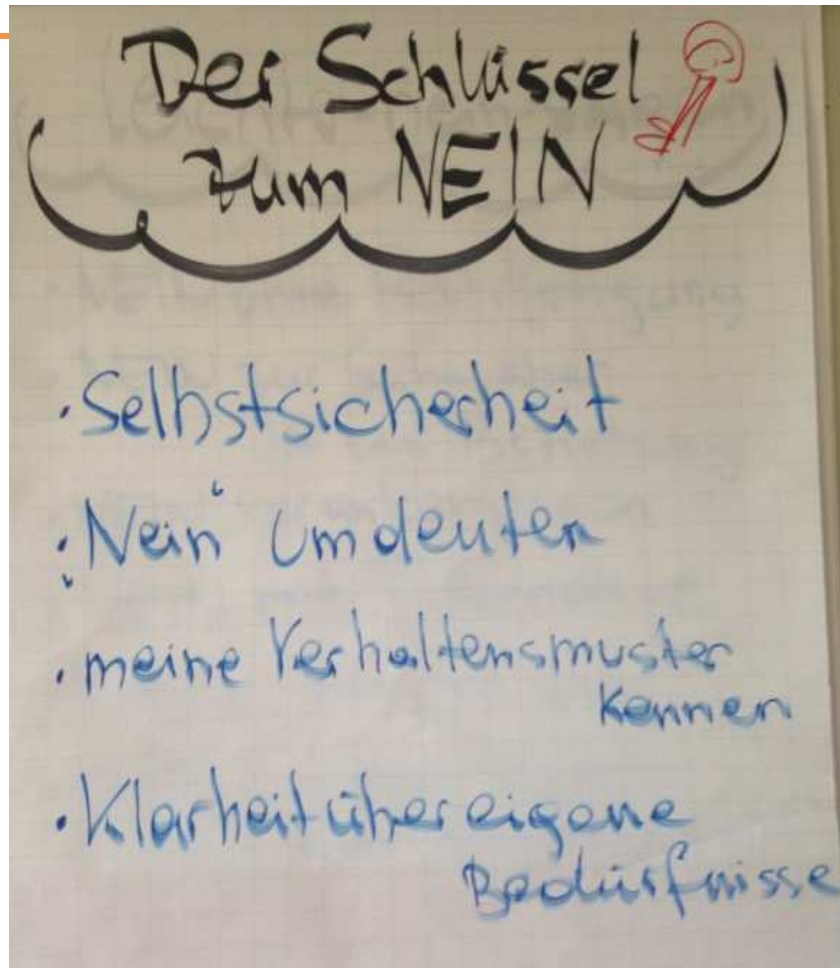 Der Schlüssel
zum NEIN
· Selbstsicherheit
· „Nein“ umdeuten
· meine Verhaltensmuster
kennen
· Klarheit über eigene
Bedürfnisse